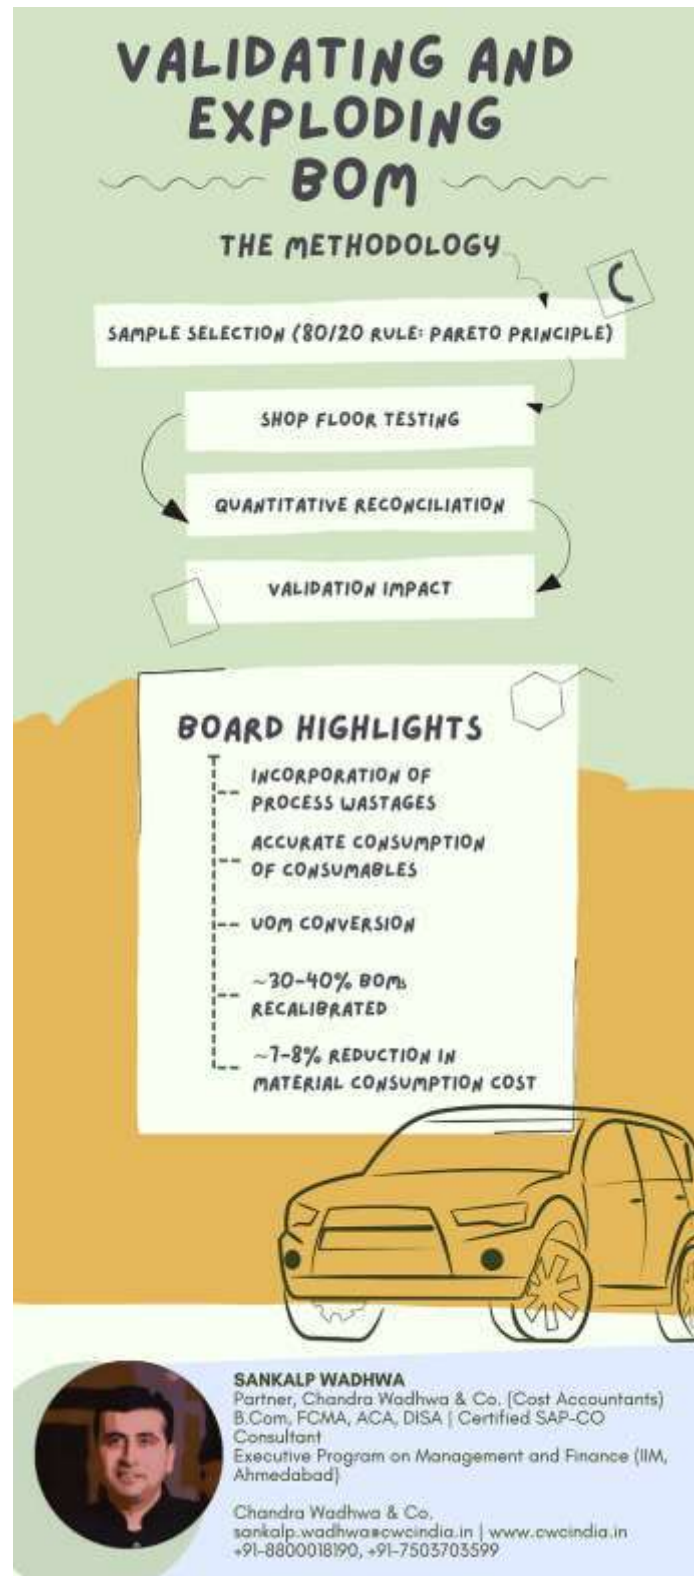 VALIDATING AND
EXPLODING
BOM
THE METHODOLOGY
SAMPLE SELECTION (80/20 RULE: PARETO PRINCIPLE)
SHOP FLOOR TESTING
QUANTITATIVE RECONCILIATION
VALIDATION IMPACT
BOARD HIGHLIGHTS
INCORPORATION OF
PROCESS WASTAGES
ACCURATE CONSUMPTION
OF CONSUMABLES
UOM CONVERSION
~30-40% BOMs
RECALIBRATED
~7-8% REDUCTION IN
MATERIAL CONSUMPTION COST
SANKALP WADHWA
Partner, Chandra Wadhwa & Co. (Cost Accountants)
B.Com, FCMA, ACA, DISA | Certified SAP-CO
Consultant
Executive Program on Management and Finance (IIM,
Ahmedabad)
Chandra Wadhwa & Co.
sankalp.wadhwa@cwcindia.in | www.cwcindia.in
+91-8800018190, +91-7503703599